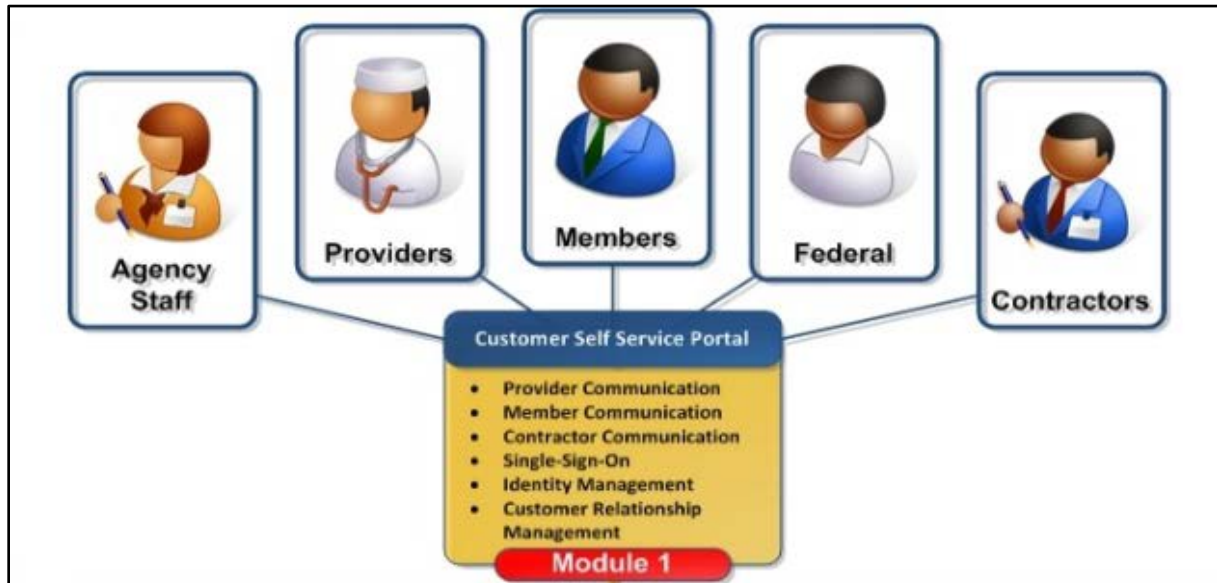 Agency
Staff
Providers
Members
Federal
Contractors
Customer Self Service Portal
• Provider Communication
• Member Communication
• Contractor Communication
• Single-Sign-On
• Identity Management
• Customer Relationship
Management
Module 1